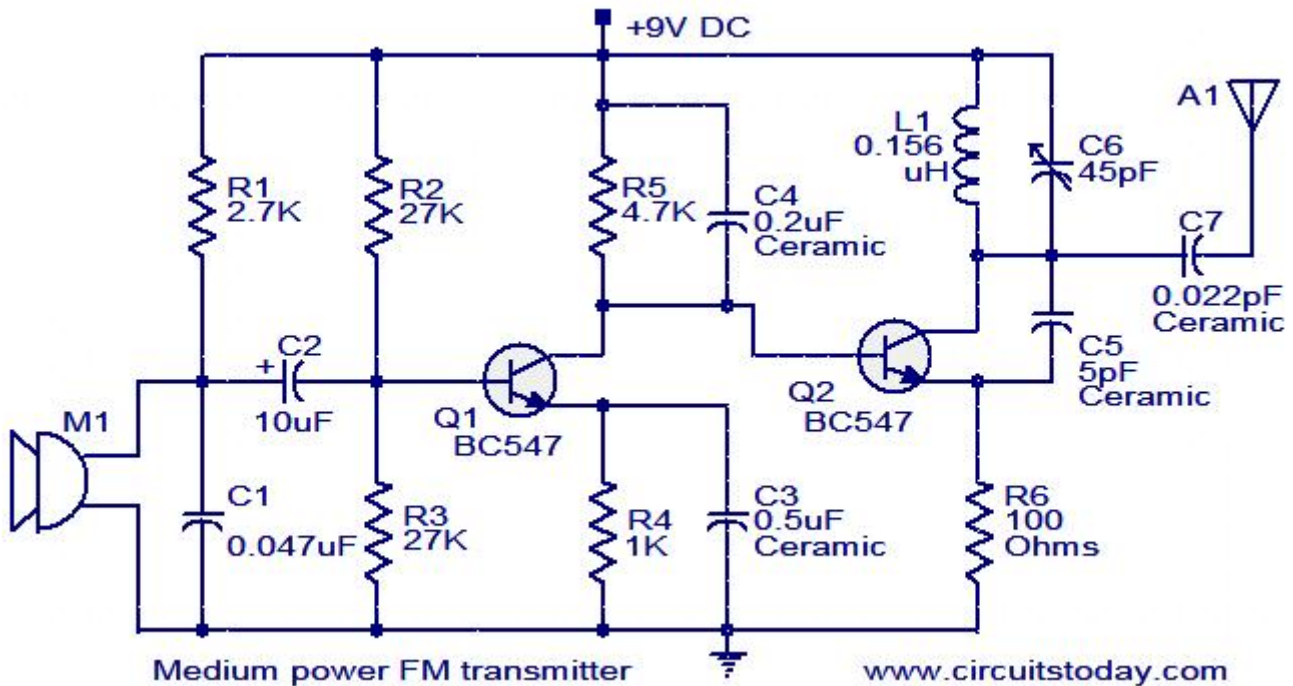 +9V DC
A1
R1
2.7K
R2
27K
R5
4.7K
C4
0.2uF
Ceramic
L1
0.156
uH
C6
45pF
C7
0.022pF
Ceramic
C2
+
10uF
M1
Q1
BC547
Q2
BC547
C5
5pF
Ceramic
C1
0.047uF
R3
27K
R4
1K
C3
0.5uF
Ceramic
R6
100
Ohms
Medium power FM transmitter
www.circuitstoday.com